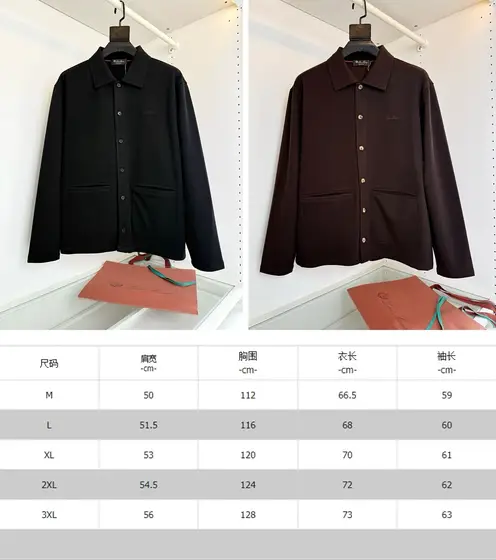 尺码 肩宽 -cm- 胸围 -cm- 衣长 -cm- 袖长 -cm-
M 50 112 66.5 59
L 51.5 116 68 60
XL 53 120 70 61
2XL 54.5 124 72 62
3XL 56 128 73 63